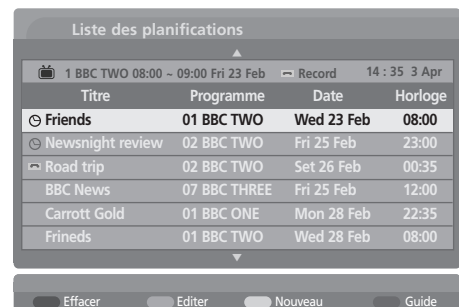 Liste des planifications
1 BBC TWO 08:00 ~ 09:00 Fri 23 Feb Record 14 : 35 3 Apr
Titre Programme Date Horloge
Friends 01 BBC TWO Wed 23 Feb 08:00
Newsnight review 02 BBC TWO Fri 25 Feb 23:00
Road trip 02 BBC TWO Set 26 Feb 00:35
BBC News 07 BBC THREE Fri 25 Feb 12:00
Carrott Gold 01 BBC ONE Mon 28 Feb 22:35
Frineds 01 BBC TWO Wed 28 Feb 08:00
Effacer Editer Nouveau Guide